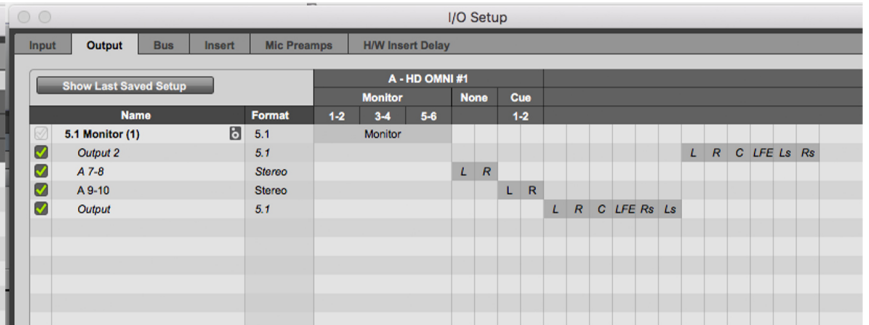 I/O Setup
Input Output Bus Insert Mic Preamps H/W Insert Delay
Show Last Saved Setup
A - HD OMNI #1
Monitor None Cue
Name Format 1-2 3-4 5-6 1-2
5.1 Monitor (1) 5.1 Monitor
Output 2 5.1 L R C LFE Ls Rs
A 7-8 Stereo L R
A 9-10 Stereo L R
Output 5.1 L R C LFE Rs Ls